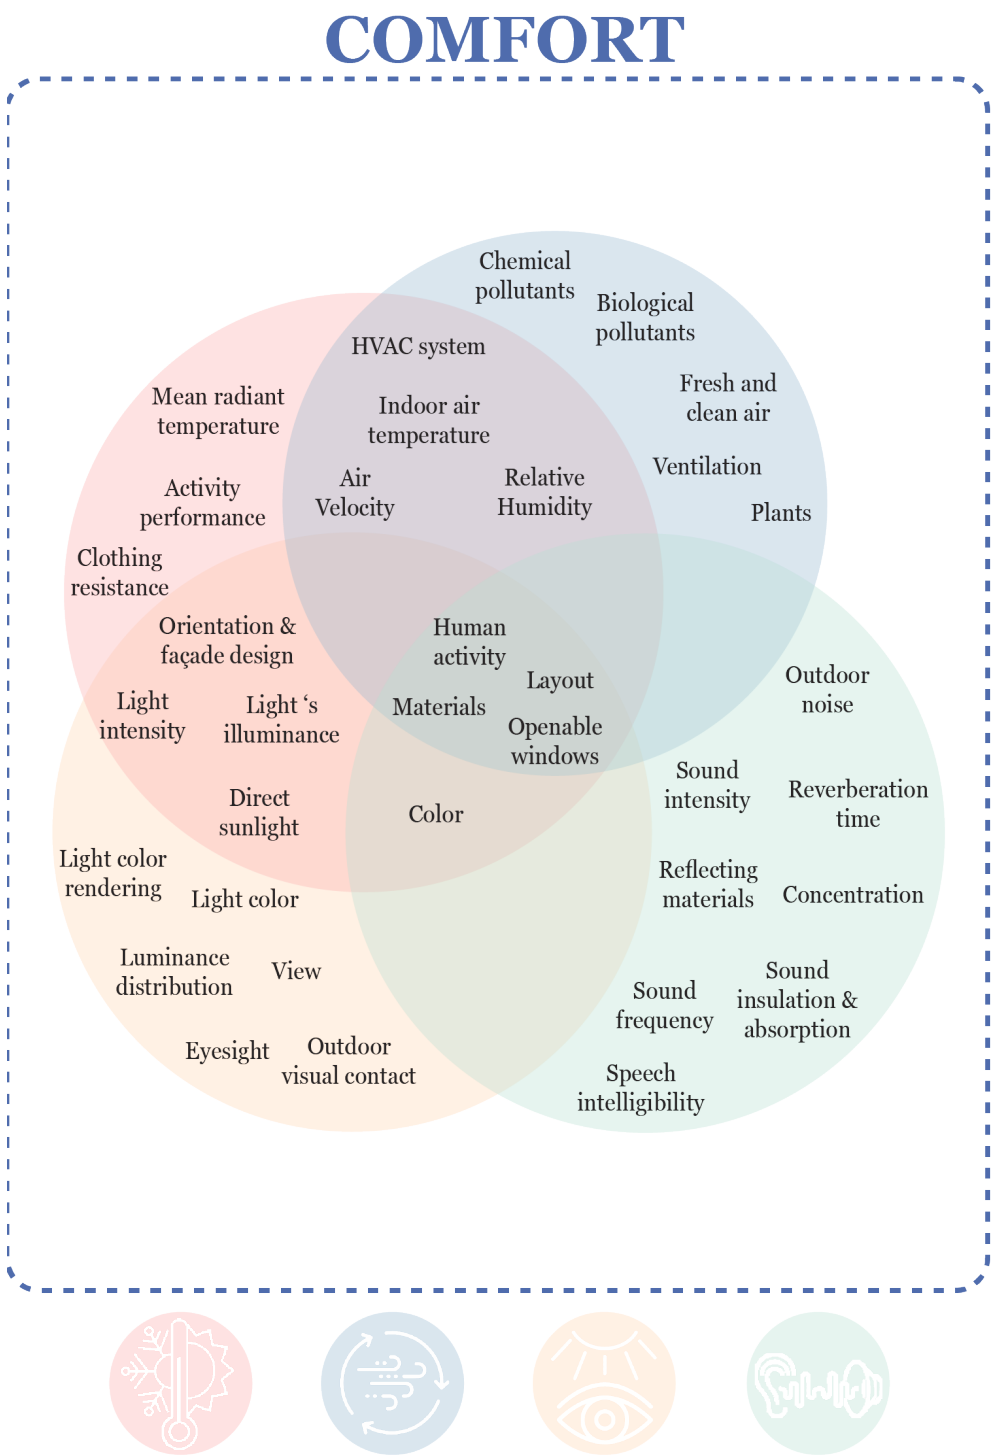 COMFORT
Chemical
pollutants
Biological
pollutants
HVAC system
Fresh and
clean air
Mean radiant
temperature
Indoor air
temperature
Ventilation
Air
Velocity
Relative
Humidity
Activity
performance
Plants
Clothing
resistance
Orientation &
façade design
Human
activity
Layout
Outdoor
noise
Light
intensity
Light ‘s
illuminance
Materials
Openable
windows
Sound
intensity
Reverberation
time
Direct
sunlight
Color
Light color
rendering
Light color
Reflecting
materials
Concentration
Luminance
distribution
View
Sound
frequency
Sound
insulation &
absorption
Eyesight
Outdoor
visual contact
Speech
intelligibility